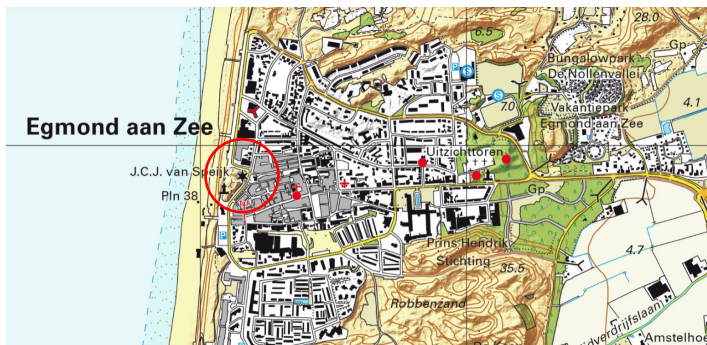 6.5
28.0
Gp
P
S
Bungalowpark
De Nollenvallei
S
7.0
4.1
Vakantiepark
Egmond aan Zee
Egmond aan Zee
Uitzichttoren
J.C.J. van Speijk
Pln 38
Gp
P
Prins Hendrik
Stichting
4.7
35.5
Robbenzand
Amstelhoe